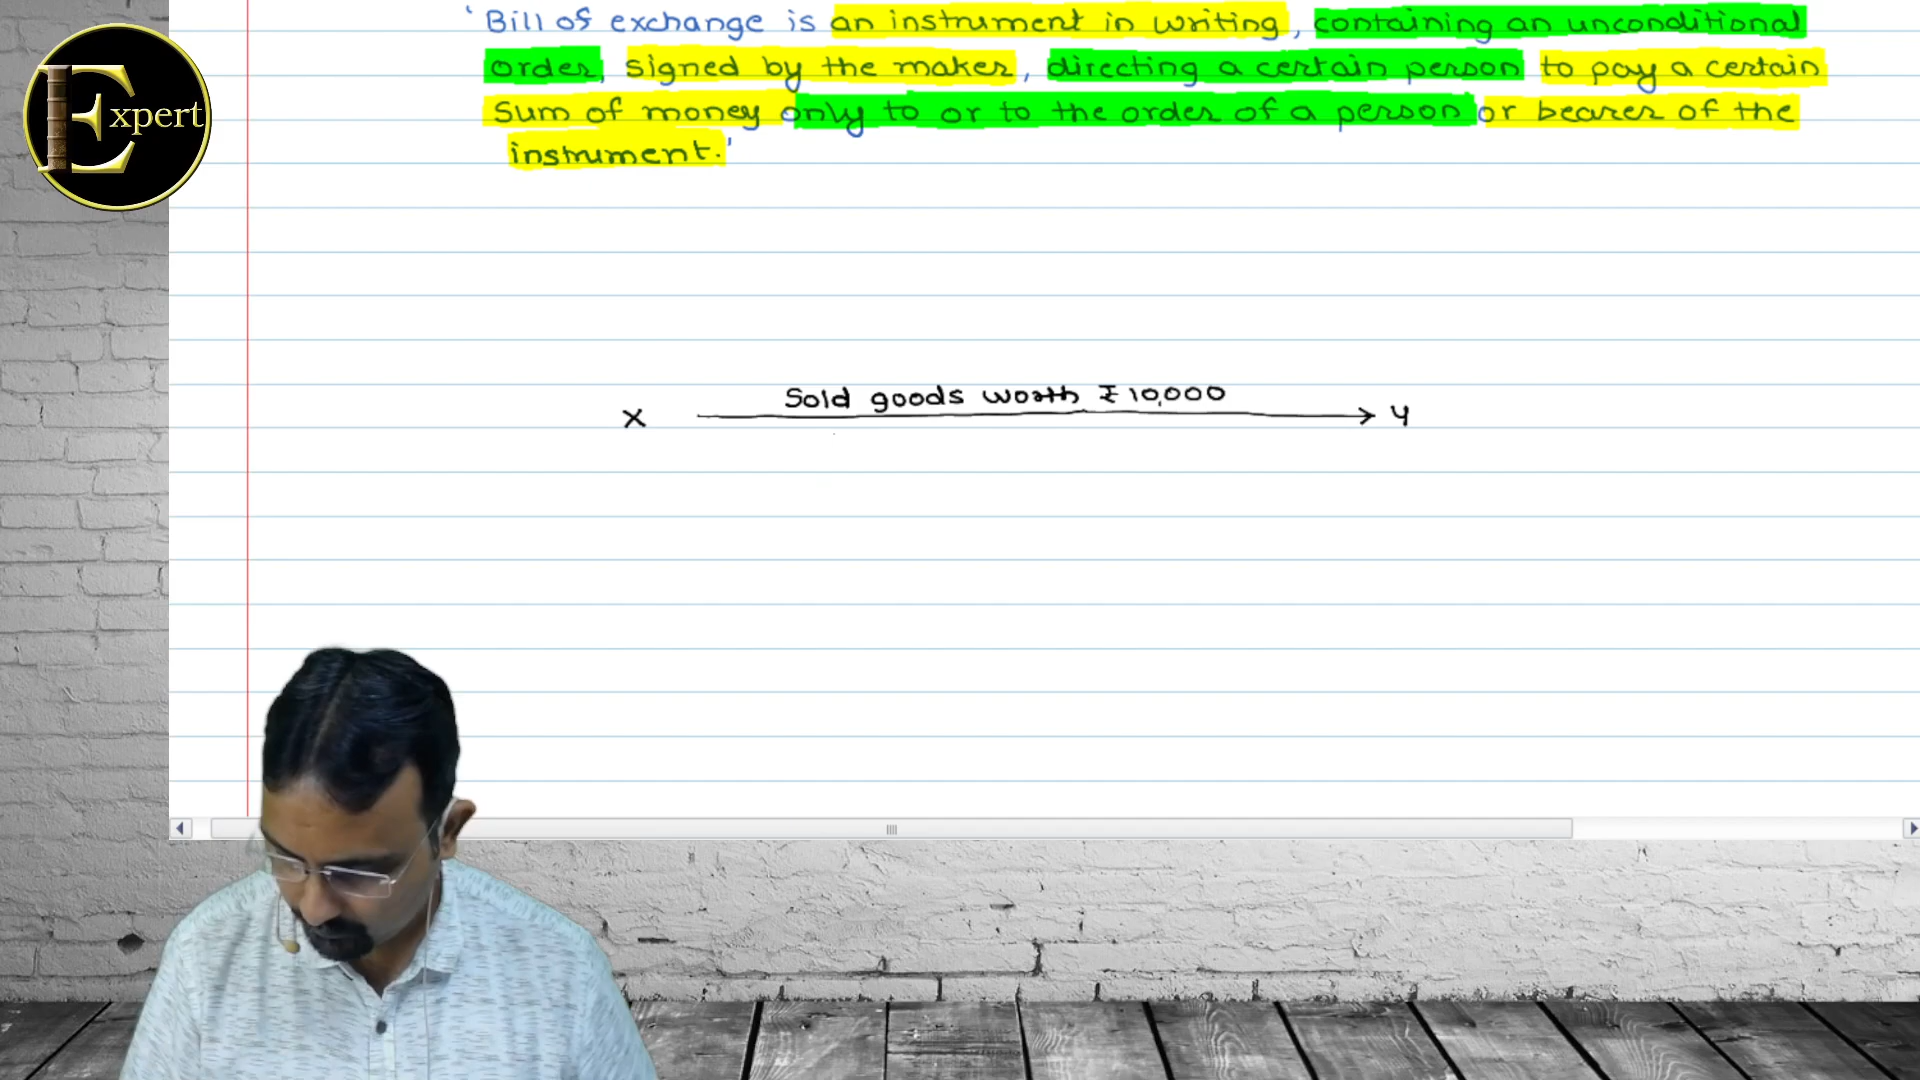 Expert
'Bill of exchange is an instrument in writing, containing an unconditional
order, signed by the maker, directing a certain person to pay a certain
Sum of money only to or to the order of a person or bearer of the
instrument.'
Sold goods worth ₹10,000
X
Y